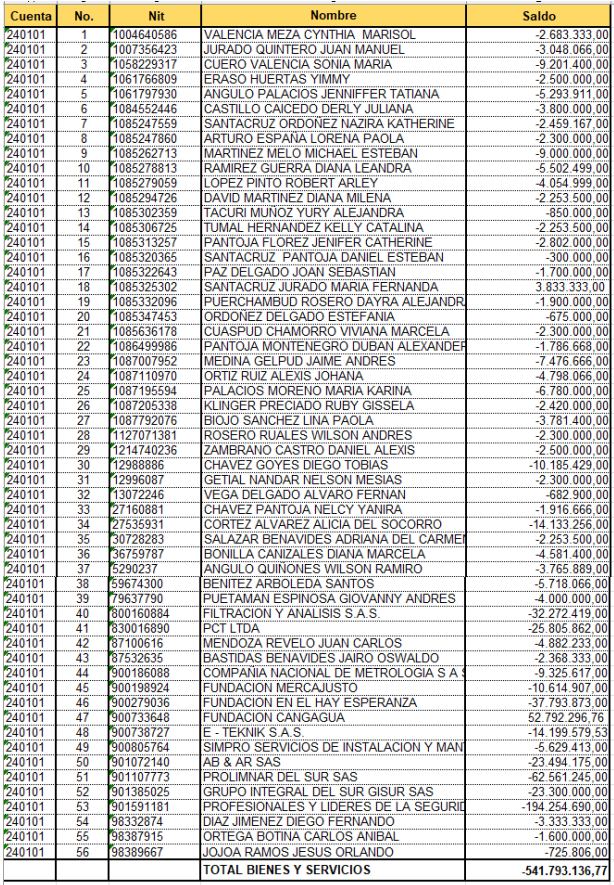 Cuenta No. Nit Nombre Saldo
240101 1 1004640586 VALENCIA MEZA CYNTHIA MARISOL -2.683.333,00
240101 2 1007356423 JURADO QUINTERO JUAN MANUEL -3.048.066,00
240101 3 1058229317 CUERO VALENCIA SONIA MARIA -9.201.400,00
240101 4 1061766809 ERASO HUERTAS YIMMY -2.500.000,00
240101 5 1061797930 ANGULO PALACIOS JENNIFFER TATIANA -5.293.911,00
240101 6 1084552446 CASTILLO CAICEDO DERLY JULIANA -3.800.000,00
240101 7 1085247559 SANTACRUZ ORDOÑEZ NAZIRA KATHERINE -2.459.167,00
240101 8 1085247860 ARTURO ESPAÑA LORENA PAOLA -2.300.000,00
240101 9 1085262713 MARTINEZ MELO MICHAEL ESTEBAN -9.000.000,00
240101 10 1085278813 RAMIREZ GUERRA DIANA LEANDRA -5.502.499,00
240101 11 1085279059 LOPEZ PINTO ROBERT ARLEY -4.054.999,00
240101 12 1085294726 DAVID MARTINEZ DIANA MILENA -2.253.500,00
240101 13 1085302359 TACURI MUÑOZ YURY ALEJANDRA -850.000,00
240101 14 1085306725 TUMAL HERNANDEZ KELLY CATALINA -2.253.500,00
240101 15 1085313257 PANTOJA FLOREZ JENIFER CATHERINE -2.802.000,00
240101 16 1085320365 SANTACRUZ PANTOJA DANIEL ESTEBAN -300.000,00
240101 17 1085322643 PAZ DELGADO JOAN SEBASTIAN -1.700.000,00
240101 18 1085325302 SANTACRUZ JURADO MARIA FERNANDA 3.833.333,00
240101 19 1085332096 PUERCHAMBUD ROSERO DAYRA ALEJANDR -1.900.000,00
240101 20 1085347453 ORDOÑEZ DELGADO ESTEFANIA -675.000,00
240101 21 1085636178 CUASPUD CHAMORRO VIVIANA MARCELA -2.300.000,00
240101 22 1086499986 PANTOJA MONTENEGRO DUBAN ALEXANDER -1.786.668,00
240101 23 1087007952 MEDINA GELPUD JAIME ANDRES -7.476.666,00
240101 24 1087110970 ORTIZ RUIZ ALEXIS JOHANA -4.798.066,00
240101 25 1087195594 PALACIOS MORENO MARIA KARINA -6.780.000,00
240101 26 1087205338 KLINGER PRECIADO RUBY GISSELA -2.420.000,00
240101 27 1087792076 BIOJO SANCHEZ LINA PAOLA -3.781.400,00
240101 28 1127071381 ROSERO RUALES WILSON ANDRES -2.300.000,00
240101 29 1214740236 ZAMBRANO CASTRO DANIEL ALEXIS -2.500.000,00
240101 30 12988886 CHAVEZ GOYES DIEGO TOBIAS -10.185.429,00
240101 31 12996087 GETIAL NANDAR NELSON MESIAS -2.300.000,00
240101 32 13072246 VEGA DELGADO ALVARO FERNAN -682.900,00
240101 33 27160881 CHAVEZ PANTOJA NELCY YANIRA -1.916.666,00
240101 34 27535931 CORTEZ ALVAREZ ALICIA DEL SOCORRO -14.133.256,00
240101 35 30728283 SALAZAR BENAVIDES ADRIANA DEL CARMEN -2.253.500,00
240101 36 36759787 BONILLA CANIZALES DIANA MARCELA -4.581.400,00
240101 37 5290237 ANGULO QUIÑONES WILSON RAMIRO -3.765.889,00
240101 38 59674300 BENITEZ ARBOLEDA SANTOS -5.718.066,00
240101 39 79637790 PUETAMAN ESPINOSA GIOVANNY ANDRES -4.000.000,00
240101 40 800160884 FILTRACION Y ANALISIS S.A.S. -32.272.419,00
240101 41 830016890 PCT LTDA -25.805.862,00
240101 42 87100616 MENDOZA REVELO JUAN CARLOS -4.882.233,00
240101 43 87532635 BASTIDAS BENAVIDES JAIRO OSWALDO -2.368.333,00
240101 44 900186088 COMPAÑIA NACIONAL DE METROLOGIA S A S -9.325.617,00
240101 45 900198924 FUNDACION MERCAJUSTO -10.614.907,00
240101 46 900279036 FUNDACION EN EL HAY ESPERANZA -37.793.873,00
240101 47 900733648 FUNDACION CANGAGUA 52.792.296,76
240101 48 900738727 E - TEKNIK S.A.S. -14.199.579,53
240101 49 900805764 SIMPRO SERVICIOS DE INSTALACION Y MAN -5.629.413,00
240101 50 901072140 AB & AR SAS -23.494.175,00
240101 51 901107773 PROLIMNAR DEL SUR SAS -62.561.245,00
240101 52 901385025 GRUPO INTEGRAL DEL SUR GISUR SAS -23.300.000,00
240101 53 901591181 PROFESIONALES Y LIDERES DE LA SEGURID -194.254.690,00
240101 54 98332874 DIAZ JIMENEZ DIEGO FERNANDO -3.333.333,00
240101 55 98387915 ORTEGA BOTINA CARLOS ANIBAL -1.600.000,00
240101 56 98389667 JOJOA RAMOS JESUS ORLANDO -725.806,00
TOTAL BIENES Y SERVICIOS -541.793.136,77